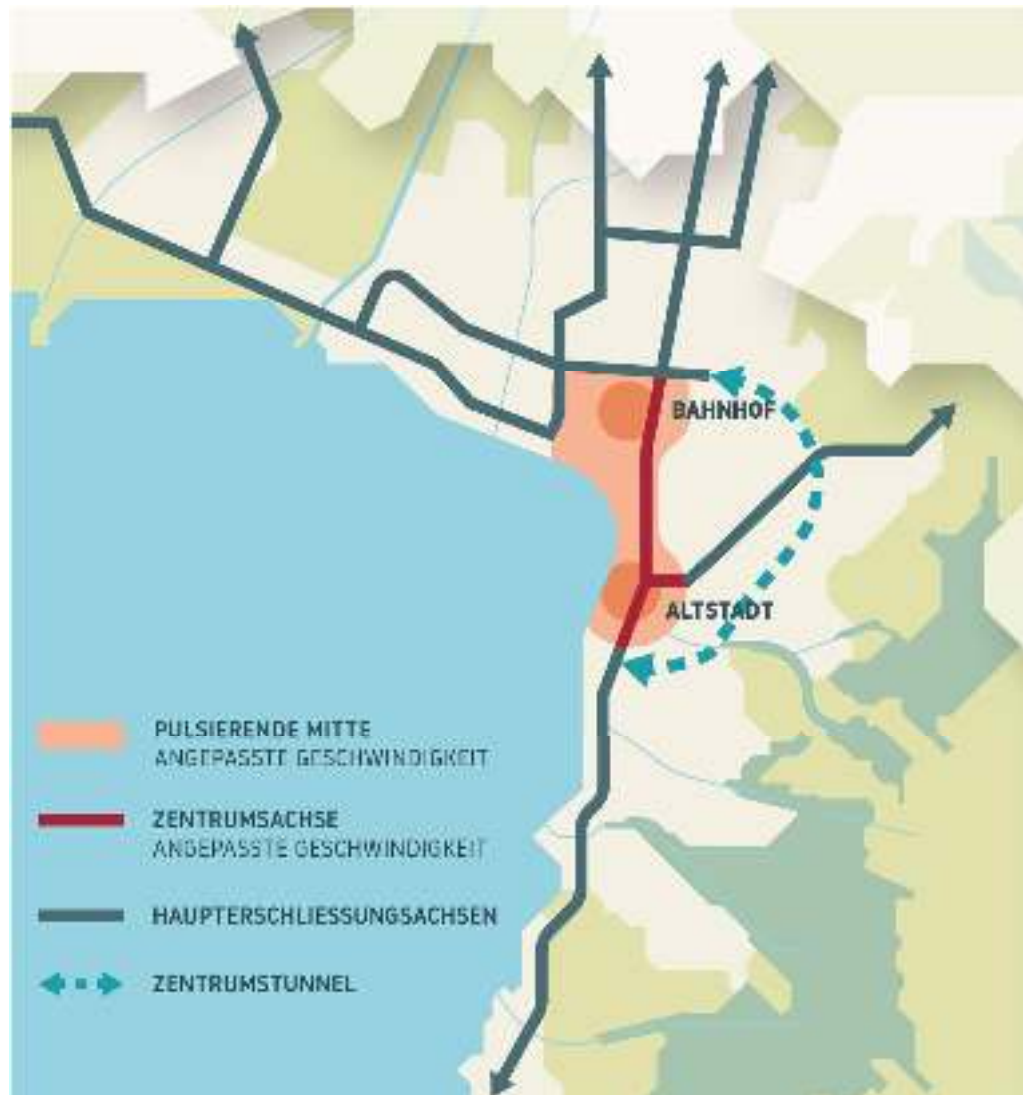 BAHNHOF
ALTSTADT
PULSIERENDE MITTE
ANGEPASSTE GESCHWINDIGKEIT
ZENTRUMSACHSE
ANGEPASSTE GESCHWINDIGKEIT
HAUPTERSCHLIESSUNGSACHSEN
ZENTRUMSTUNNEL